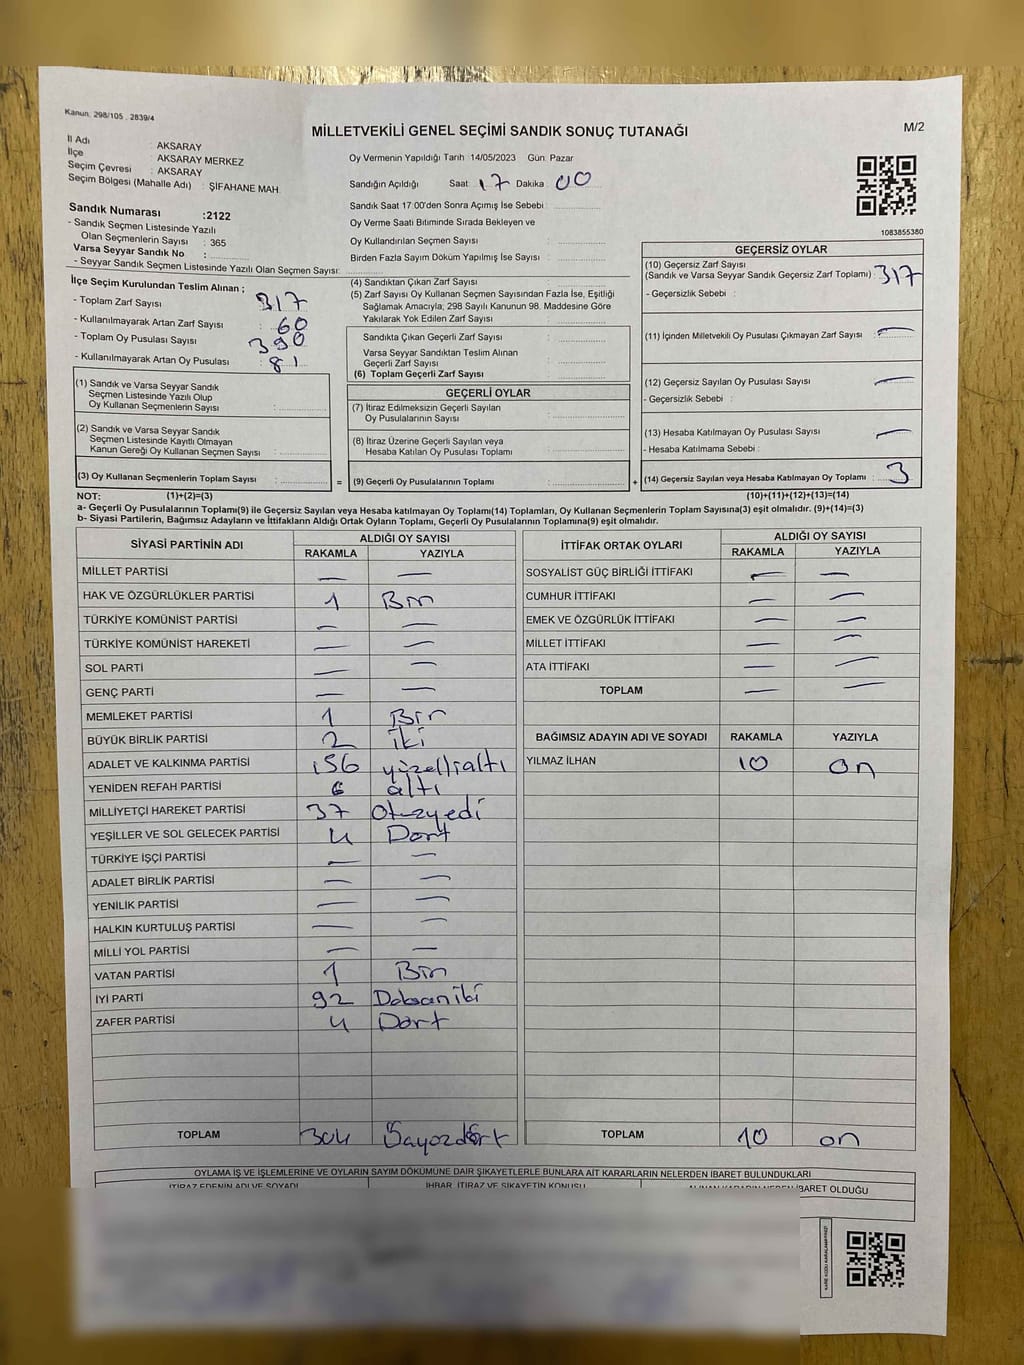 Kanun. 298/105 . 2839/4
MİLLETVEKİLİ GENEL SEÇİMİ SANDIK SONUÇ TUTANAĞI
M/2
İl Adı : AKSARAY
İlçe : AKSARAY MERKEZ
Seçim Çevresi : AKSARAY
Seçim Bölgesi (Mahalle Adı) : ŞİFAHANE MAH.
Sandık Numarası :2122
- Sandık Seçmen Listesinde Yazılı
Olan Seçmenlerin Sayısı : 365
Varsa Seyyar Sandık No :
- Seyyar Sandık Seçmen Listesinde Yazılı Olan Seçmen Sayısı:
Oy Vermenin Yapıldığı Tarih 14/05/2023 Gün: Pazar
Sandığın Açıldığı Saat 17 Dakika 00
Sandık Saat 17:00'den Sonra Açımış İse Sebebi :
Oy Verme Saati Bitiminde Sırada Bekleyen ve
Oy Kullandırılan Seçmen Sayısı :
Birden Fazla Sayım Döküm Yapılmış İse Sayısı :
1083855380
İlçe Seçim Kurulundan Teslim Alınan ;
- Toplam Zarf Sayısı : 317
- Kullanılmayarak Artan Zarf Sayısı : 60
- Toplam Oy Pusulası Sayısı : 390
- Kullanılmayarak Artan Oy Pusulası : 81
(1) Sandık ve Varsa Seyyar Sandık
Seçmen Listesinde Yazılı Olup
Oy Kullanan Seçmenlerin Sayısı :
(2) Sandık ve Varsa Seyyar Sandık
Seçmen Listesinde Kayıtlı Olmayan
Kanun Gereği Oy Kullanan Seçmen Sayısı :
(3) Oy Kullanan Seçmenlerin Toplam Sayısı :
(4) Sandıktan Çıkan Zarf Sayısı :
(5) Zarf Sayısı Oy Kullanan Seçmen Sayısından Fazla İse, Eşitliği
Sağlamak Amacıyla, 298 Sayılı Kanunun 98. Maddesine Göre
Yakılarak Yok Edilen Zarf Sayısı :
Sandıkta Çıkan Geçerli Zarf Sayısı :
Varsa Seyyar Sandıktan Teslim Alınan
Geçerli Zarf Sayısı :
(6) Toplam Geçerli Zarf Sayısı :
GEÇERLİ OYLAR
(7) İtiraz Edilmeksizin Geçerli Sayılan
Oy Pusulalarının Sayısı :
(8) İtiraz Üzerine Geçerli Sayılan veya
Hesaba Katılan Oy Pusulası Toplamı :
= (9) Geçerli Oy Pusulalarının Toplamı :
GEÇERSİZ OYLAR
(10) Geçersiz Zarf Sayısı
(Sandık ve Varsa Seyyar Sandık Geçersiz Zarf Toplamı) : 317
- Geçersizlik Sebebi :
(11) İçinden Milletvekili Oy Pusulası Çıkmayan Zarf Sayısı : —
(12) Geçersiz Sayılan Oy Pusulası Sayısı : —
- Geçersizlik Sebebi :
(13) Hesaba Katılmayan Oy Pusulası Sayısı : —
- Hesaba Katılmama Sebebi :
+ (14) Geçersiz Sayılan veya Hesaba Katılmayan Oy Toplamı : 3
NOT: (1)+(2)=(3) (10)+(11)+(12)+(13)=(14)
a- Geçerli Oy Pusulasının Toplamı(9) ile Geçersiz Sayılan veya Hesaba katılmayan Oy Toplamı(14) Toplamları, Oy Kullanan Seçmenlerin Toplam Sayısına(3) eşit olmalıdır. (9)+(14)=(3)
b- Siyasi Partilerin, Bağımsız Adayların ve İttifakların Aldığı Ortak Oyların Toplamı, Geçerli Oy Pusulalarının Toplamına(9) eşit olmalıdır.
SİYASİ PARTİNİN ADI ALDIĞI OY SAYISI
RAKAMLA YAZIYLA
MİLLET PARTİSİ — —
HAK VE ÖZGÜRLÜKLER PARTİSİ 1 Bir
TÜRKİYE KOMÜNİST PARTİSİ — —
TÜRKİYE KOMÜNİST HAREKETİ — —
SOL PARTİ — —
GENÇ PARTİ — —
MEMLEKET PARTİSİ 1 Bir
BÜYÜK BİRLİK PARTİSİ 2 iki
ADALET VE KALKINMA PARTİSİ 156 yüzellialtı
YENİDEN REFAH PARTİSİ 6 altı
MİLLİYETÇİ HAREKET PARTİSİ 37 Otuzyedi
YEŞİLLER VE SOL GELECEK PARTİSİ 4 Dört
TÜRKİYE İŞÇİ PARTİSİ — —
ADALET BİRLİK PARTİSİ — —
YENİLİK PARTİSİ — —
HALKIN KURTULUŞ PARTİSİ — —
MİLLİ YOL PARTİSİ — —
VATAN PARTİSİ 1 Bir
İYİ PARTİ 92 Doksaniki
ZAFER PARTİSİ 4 Dört
TOPLAM 304
İTTİFAK ORTAK OYLARI ALDIĞI OY SAYISI
RAKAMLA YAZIYLA
SOSYALİST GÜÇ BİRLİĞİ İTTİFAKI — —
CUMHUR İTTİFAKI — —
EMEK VE ÖZGÜRLÜK İTTİFAKI — —
MİLLET İTTİFAKI — —
ATA İTTİFAKI — —
TOPLAM — —
BAĞIMSIZ ADAYIN ADI VE SOYADI RAKAMLA YAZIYLA
YILMAZ İLHAN 10 on
TOPLAM 10 on
OYLAMA İŞ VE İŞLEMLERİNE VE OYLARIN SAYIM DÖKÜMÜNE DAİR ŞİKAYETLERLE BUNLARA AİT KARARLARIN NELERDEN İBARET BULUNDUKLARI
İTİRAZ EDENİN ADI VE SOYADI İHBAR, İTİRAZ VE ŞİKAYETİN KONUSU ALINAN KARARIN NEDEN İBARET OLDUĞU